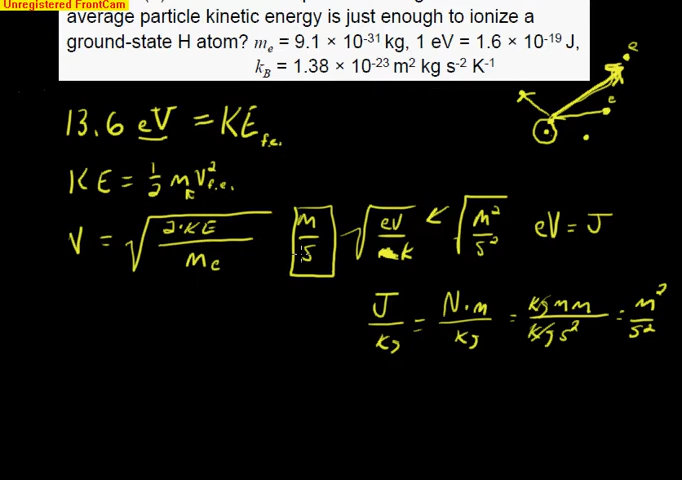 Unregistered FrontCam
average particle kinetic energy is just enough to ionize a
ground-state H atom? mₑ = 9.1 × 10⁻³¹ kg, 1 eV = 1.6 × 10⁻¹⁹ J,
k_B = 1.38 × 10⁻²³ m² kg s⁻² K⁻¹
e
e
13.6 eV = KE f.e.
KE = ½ m V² f.e.
V = √(2·KE / mₑ) m/s √(eV / k) < √(m²/s²) eV = J
J/kg = N·m/kg = kg m m/kg s² = m²/s²